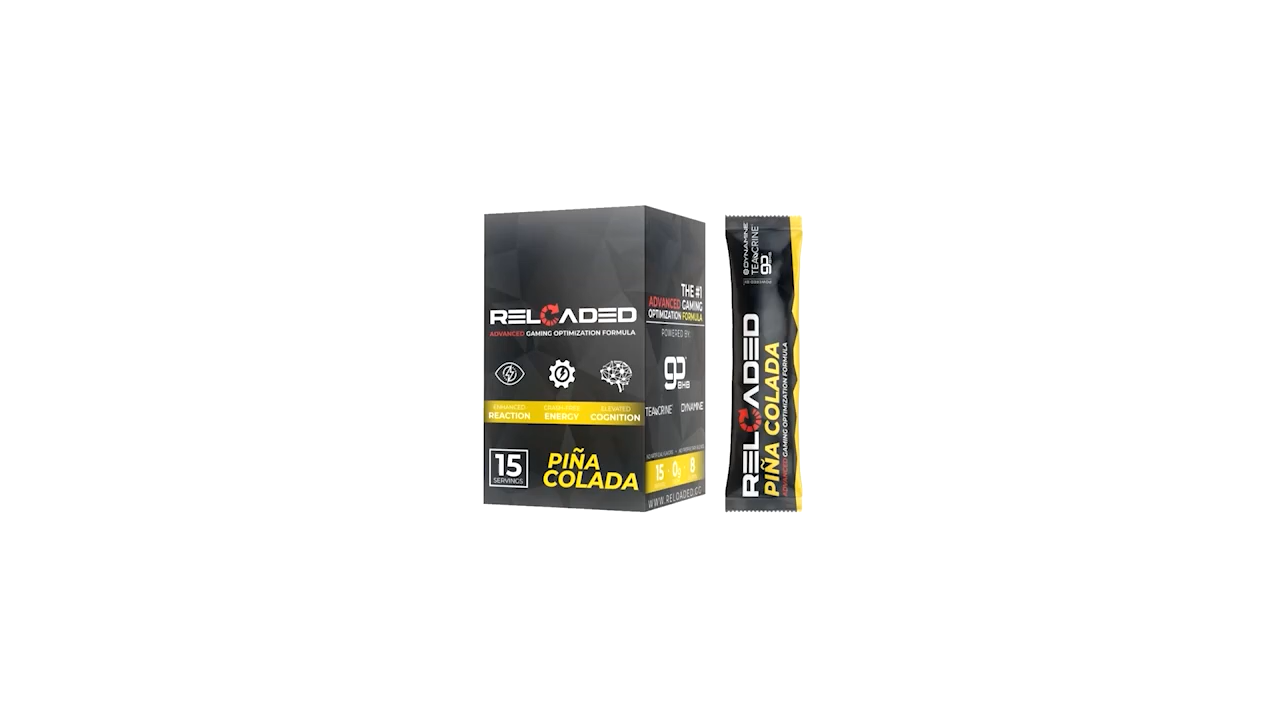 RELOADED
ADVANCED GAMING OPTIMIZATION FORMULA
ENHANCED
REACTION
CRASH-FREE
ENERGY
ELEVATED
COGNITION
15
SERVINGS
PIÑA
COLADA
THE #1
ADVANCED GAMING
OPTIMIZATION FORMULA
POWERED BY:
go
BHB
TEACRINE
DYNAMINE
15
0g
8
WWW.RELOADED.GG
DYNAMINE
TEACRINE
go
BHB
RELOADED
PIÑA COLADA
ADVANCED GAMING OPTIMIZATION FORMULA